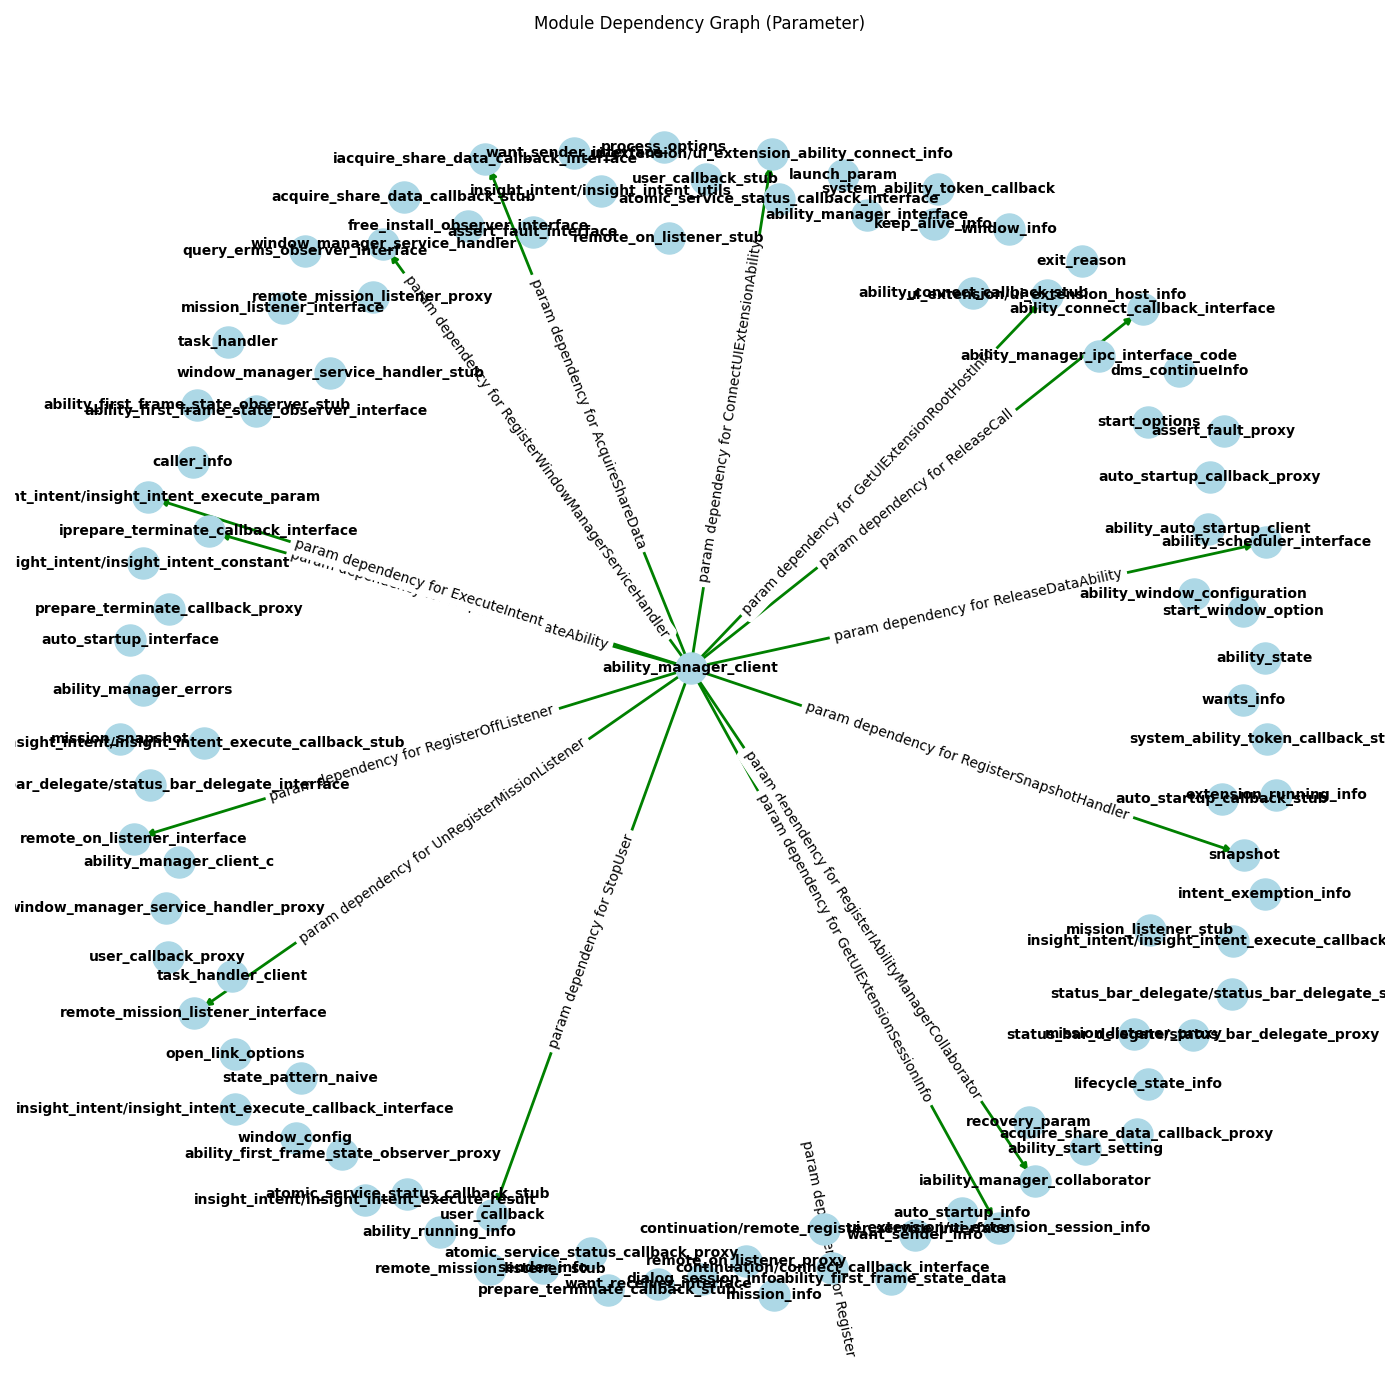 Module Dependency Graph (Parameter)
process_options
want_sender_interface
iacquire_share_data_callback_interface
ui_extension/ui_extension_ability_connect_info
launch_param
user_callback_stub
system_ability_token_callback
insight_intent/insight_intent_utils
acquire_share_data_callback_stub
atomic_service_status_callback_interface
ability_manager_interface
keep_alive_info
window_info
free_install_observer_interface
assert_fault_interface
remote_on_listener_stub
window_manager_service_handler
query_erms_observer_interface
exit_reason
ability_connect_callback_stub
ui_extension/ui_extension_host_info
remote_mission_listener_proxy
mission_listener_interface
ability_connect_callback_interface
task_handler
ability_manager_ipc_interface_code
dms_continueInfo
window_manager_service_handler_stub
ability_first_frame_state_observer_stub
ability_first_frame_state_observer_interface
start_options
assert_fault_proxy
caller_info
auto_startup_callback_proxy
nt_intent/insight_intent_execute_param
iprepare_terminate_callback_interface
ability_auto_startup_client
ability_scheduler_interface
ight_intent/insight_intent_constant
ability_window_configuration
start_window_option
prepare_terminate_callback_proxy
auto_startup_interface
ability_state
ability_manager_client
ability_manager_errors
wants_info
mission_snapshot
sight_intent/insight_intent_execute_callback_stub
system_ability_token_callback_st
ar_delegate/status_bar_delegate_interface
extension_running_info
auto_startup_callback_stub
remote_on_listener_interface
snapshot
ability_manager_client_c
intent_exemption_info
window_manager_service_handler_proxy
mission_listener_stub
insight_intent/insight_intent_execute_callback
user_callback_proxy
task_handler_client
status_bar_delegate/status_bar_delegate_s
remote_mission_listener_interface
mission_listener_proxy
status_bar_delegate/status_bar_delegate_proxy
open_link_options
state_pattern_naive
lifecycle_state_info
insight_intent/insight_intent_execute_callback_interface
recovery_param
acquire_share_data_callback_proxy
window_config
ability_start_setting
ability_first_frame_state_observer_proxy
iability_manager_collaborator
atomic_service_status_callback_stub
insight_intent/insight_intent_execute_result
user_callback
auto_startup_info
ability_running_info
continuation/remote_register_service_interface
ui_extension/ui_extension_session_info
want_sender_info
atomic_service_status_callback_proxy
remote_on_listener_proxy
remote_mission_listener_stub
sender_info
continuation/connect_callback_interface
dialog_session_info
ability_first_frame_state_data
want_receiver_interface
prepare_terminate_callback_stub
mission_info
param dependency for RegisterWindowManagerServiceHandler
param dependency for AcquireShareData
param dependency for ConnectUIExtensionAbility
param dependency for GetUIExtensionRootHostInfo
param dependency for ReleaseCall
param dependency for ReleaseDataAbility
param dependency for ExecuteIntent
ateAbility
param dependency for RegisterOffListener
param dependency for UnRegisterMissionListener
param dependency for StopUser
param dependency for RegisterSnapshotHandler
param dependency for RegisterIAbilityManagerCollaborator
param dependency for GetUIExtensionSessionInfo
param dependency for Register